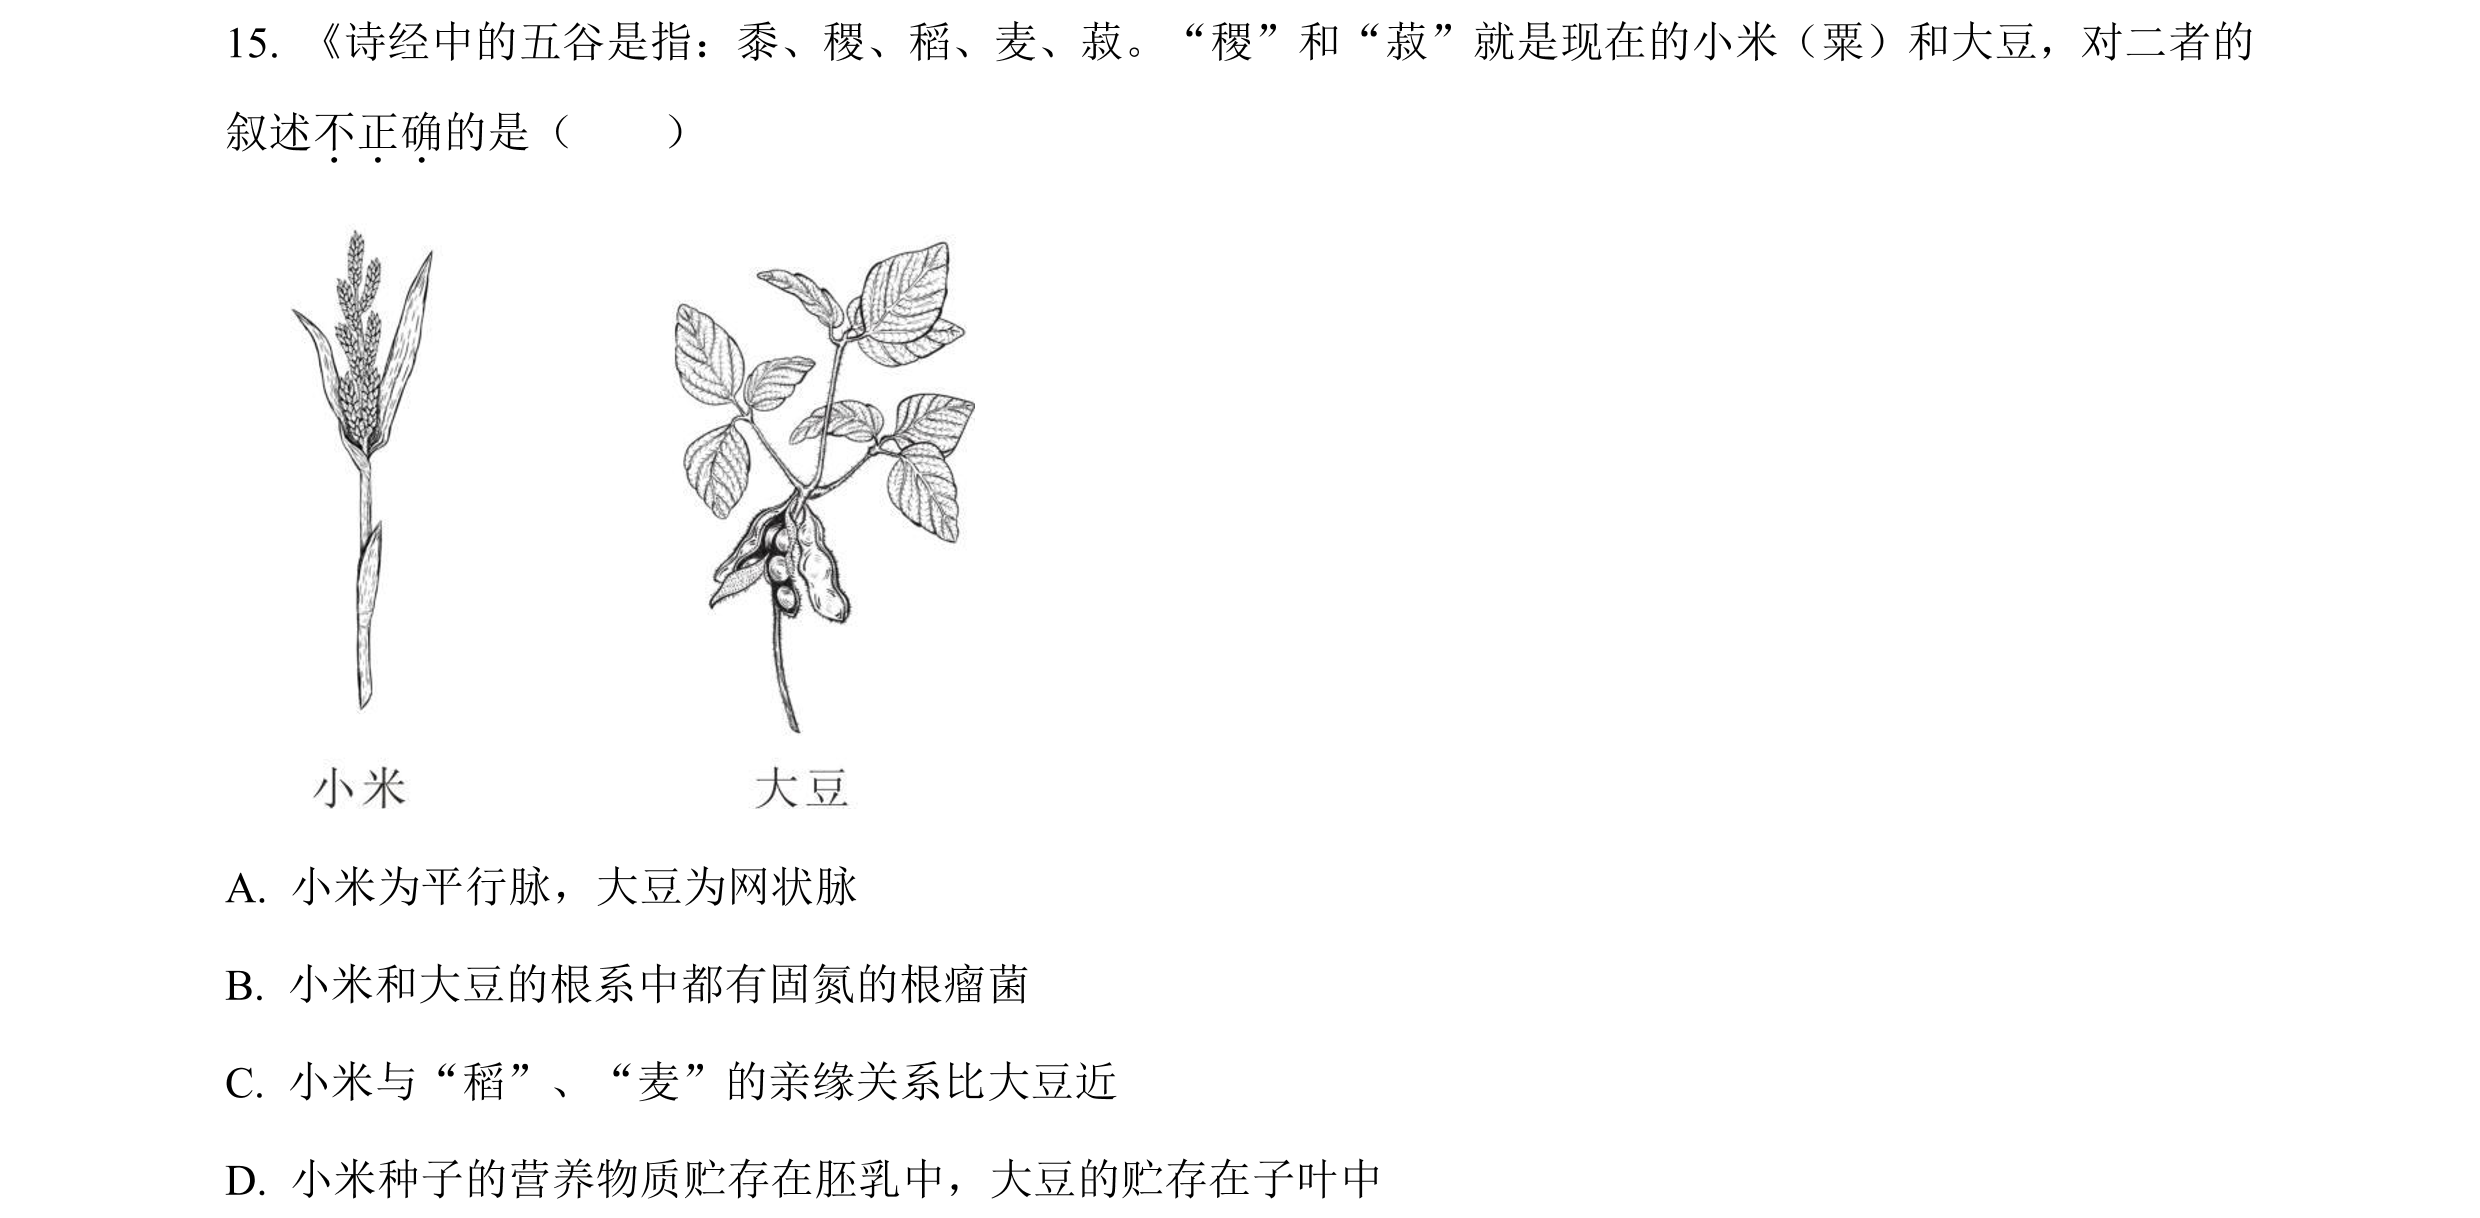 15. 《诗经中的五谷是指：黍、稷、稻、麦、菽。“稷”和“菽”就是现在的小米（粟）和大豆，对二者的
叙述不正确的是（　　）
小米　大豆
A. 小米为平行脉，大豆为网状脉
B. 小米和大豆的根系中都有固氮的根瘤菌
C. 小米与“稻”、“麦”的亲缘关系比大豆近
D. 小米种子的营养物质贮存在胚乳中，大豆的贮存在子叶中